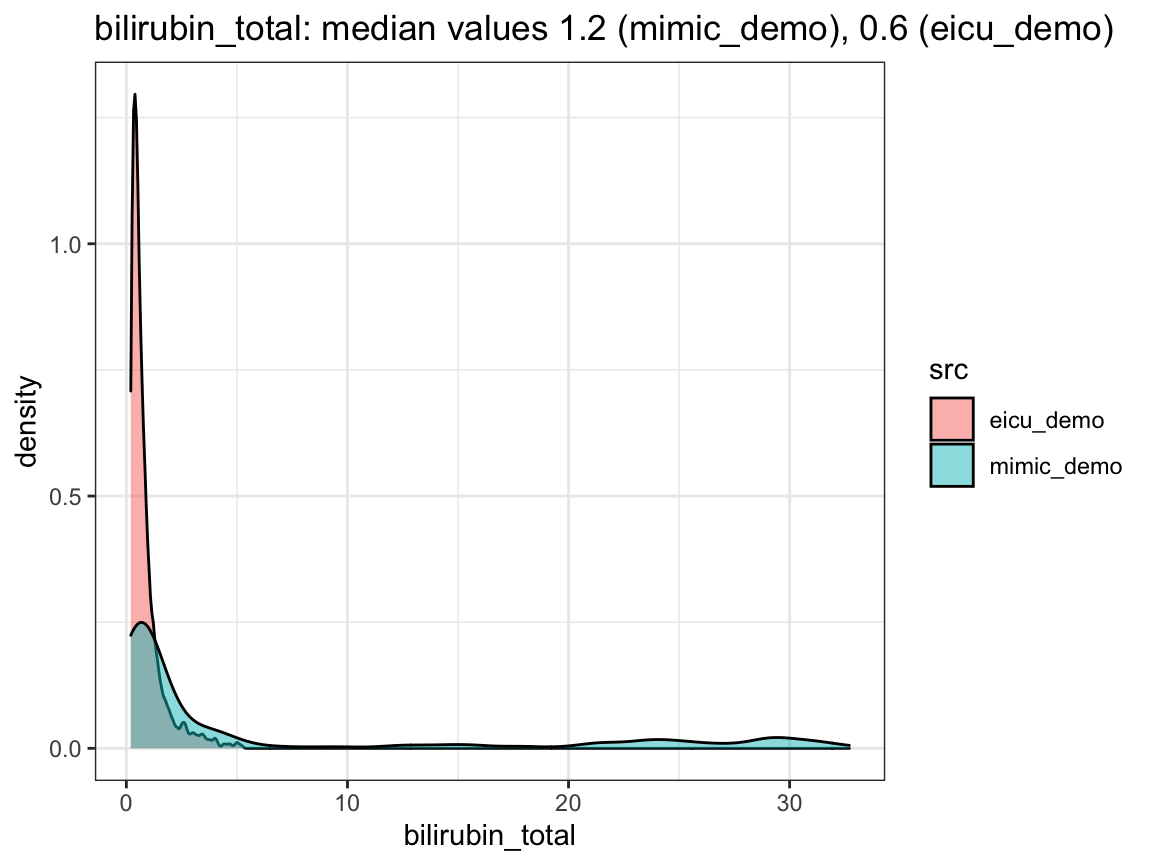 bilirubin_total: median values 1.2 (mimic_demo), 0.6 (eicu_demo)
density
1.0
0.5
0.0
0 10 20 30
bilirubin_total
src
eicu_demo
mimic_demo